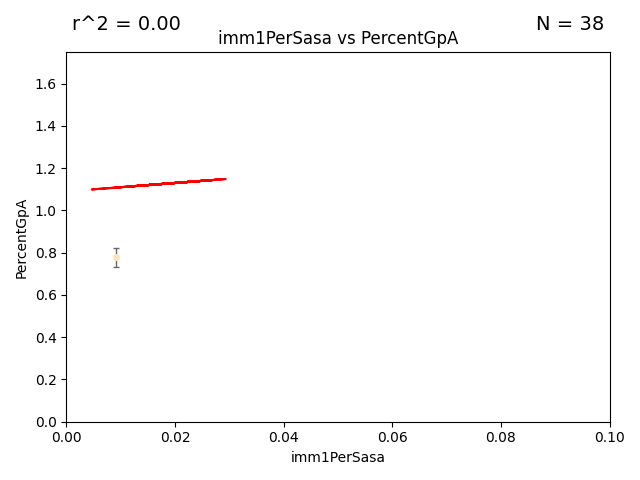 r^2 = 0.00
N = 38
imm1PerSasa vs PercentGpA
PercentGpA
1.6
1.4
1.2
1.0
0.8
0.6
0.4
0.2
0.0
0.00 0.02 0.04 0.06 0.08 0.10
imm1PerSasa